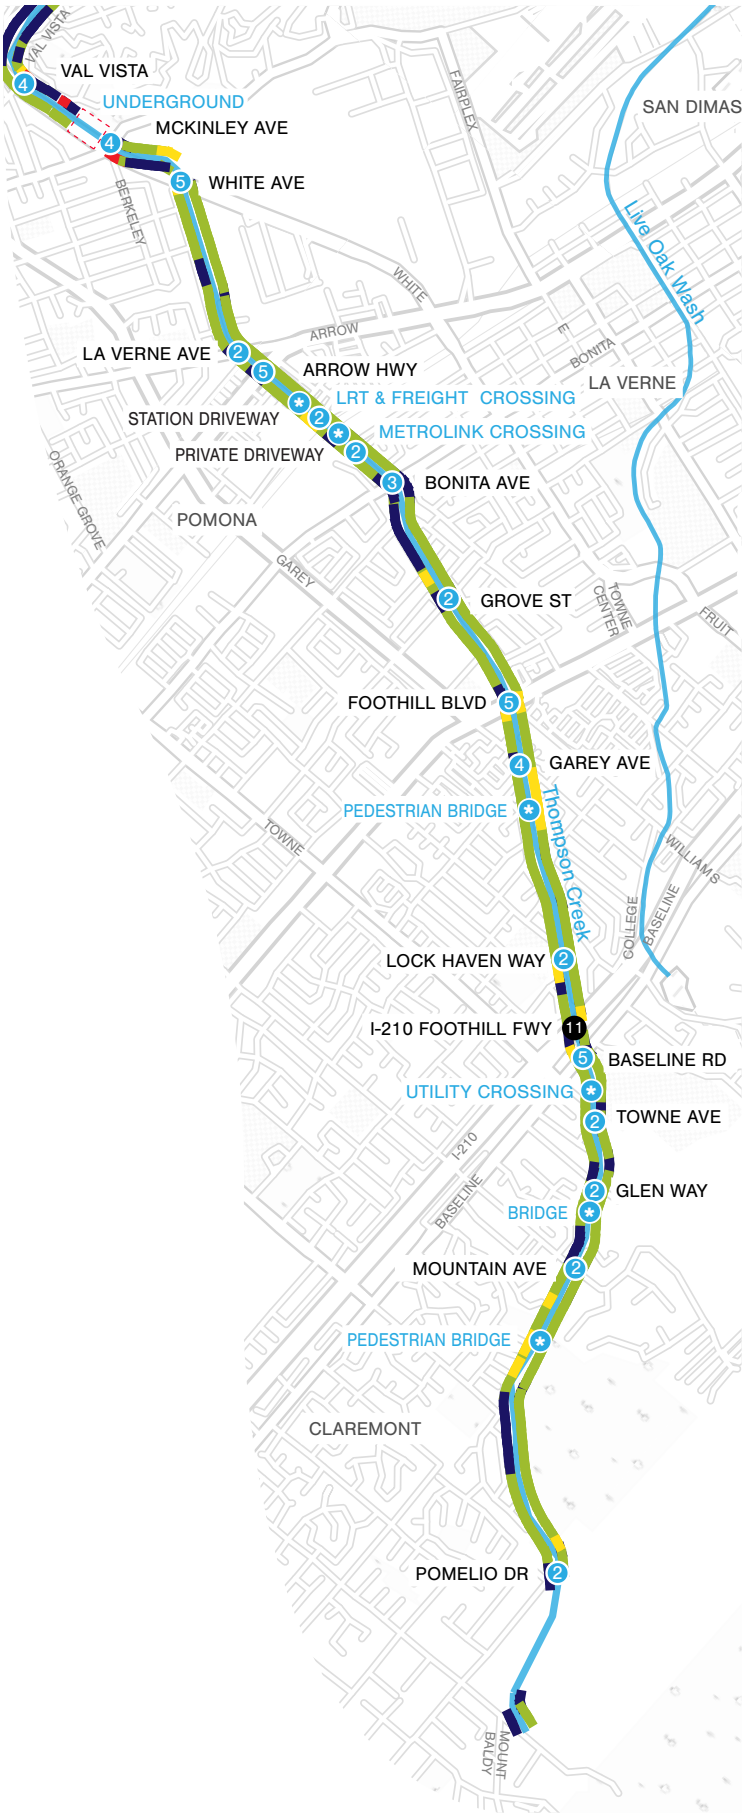 VAL VISTA
VAL VISTA
4
UNDERGROUND
FAIRPLEX
SAN DIMAS
MCKINLEY AVE
4
5
WHITE AVE
BERKELEY
Live Oak Wash
WHITE
ARROW
E
BONITA
LA VERNE AVE
2
5
ARROW HWY
LA VERNE
*
LRT & FREIGHT CROSSING
STATION DRIVEWAY
2
*
METROLINK CROSSING
PRIVATE DRIVEWAY
2
ORANGE GROVE
3
BONITA AVE
POMONA
GAREY
2
GROVE ST
TOWNE
CENTER
FRUIT
FOOTHILL BLVD
5
4
GAREY AVE
PEDESTRIAN BRIDGE
*
Thompson Creek
TOWNE
WILLIAMS
COLLEGE
BASELINE
LOCK HAVEN WAY
2
I-210 FOOTHILL FWY
11
5
BASELINE RD
UTILITY CROSSING
*
2
TOWNE AVE
I-210
BASELINE
2
GLEN WAY
BRIDGE
*
MOUNTAIN AVE
2
PEDESTRIAN BRIDGE
*
CLAREMONT
POMELIO DR
2
MOUNT
BALDY